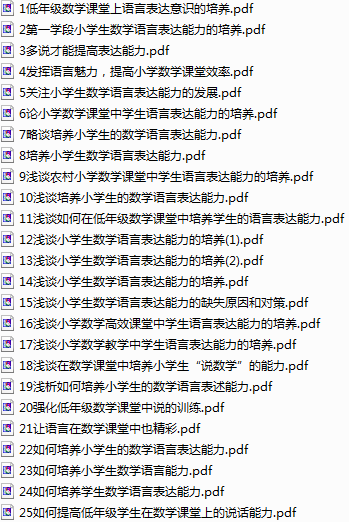 1低年级数学课堂上语言表达意识的培养.pdf
2第一学段小学生数学语言表达能力的培养.pdf
3多说才能提高表达能力.pdf
4发挥语言魅力，提高小学数学课堂效率.pdf
5关注小学生数学语言表达能力的发展.pdf
6论小学数学课堂中学生语言表达能力的培养.pdf
7略谈培养小学生的数学语言表达能力.pdf
8培养小学生数学语言表达能力.pdf
9浅谈农村小学数学课堂中学生语言表达能力的培养.pdf
10浅谈培养小学生的数学语言表达能力.pdf
11浅谈如何在低年级数学课堂中培养学生的语言表达能力.pdf
12浅谈小学生数学语言表达能力的培养(1).pdf
13浅谈小学生数学语言表达能力的培养(2).pdf
14浅谈小学生数学语言表达能力的培养.pdf
15浅谈小学生数学语言表达能力的缺失原因和对策.pdf
16浅谈小学数学高效课堂中学生语言表达能力的培养.pdf
17浅谈小学数学教学中学生语言表达能力的培养.pdf
18浅谈在数学课堂中培养小学生“说数学”的能力.pdf
19浅析如何培养小学生的数学语言表述能力.pdf
20强化低年级数学课堂中说的训练.pdf
21让语言在数学课堂中也精彩.pdf
22如何培养小学生的数学语言表达能力.pdf
23如何培养小学生数学语言能力.pdf
24如何培养学生数学语言表达能力.pdf
25如何提高低年级学生在数学课堂上的说话能力.pdf